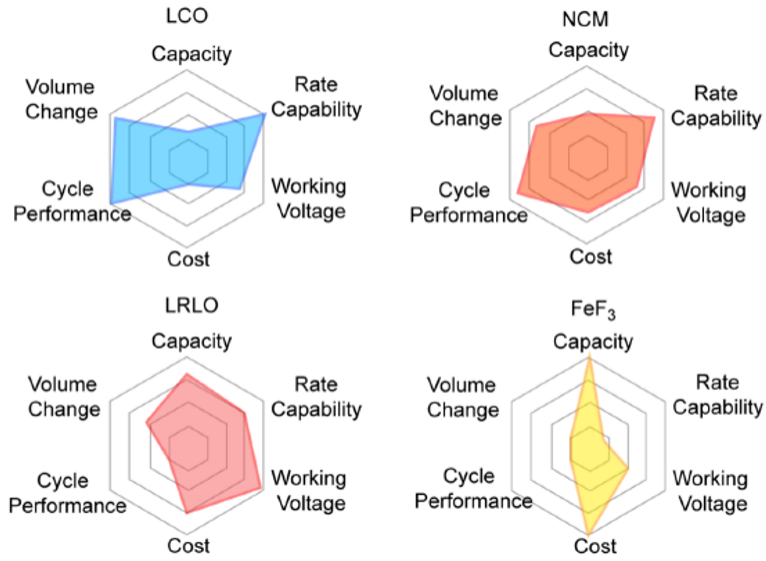 LCO
Capacity
Volume
Change
Rate
Capability
Cycle
Performance
Working
Voltage
Cost
NCM
Capacity
Volume
Change
Rate
Capability
Cycle
Performance
Working
Voltage
Cost
LRLO
Capacity
Volume
Change
Rate
Capability
Cycle
Performance
Working
Voltage
Cost
FeF₃
Capacity
Volume
Change
Rate
Capability
Cycle
Performance
Working
Voltage
Cost